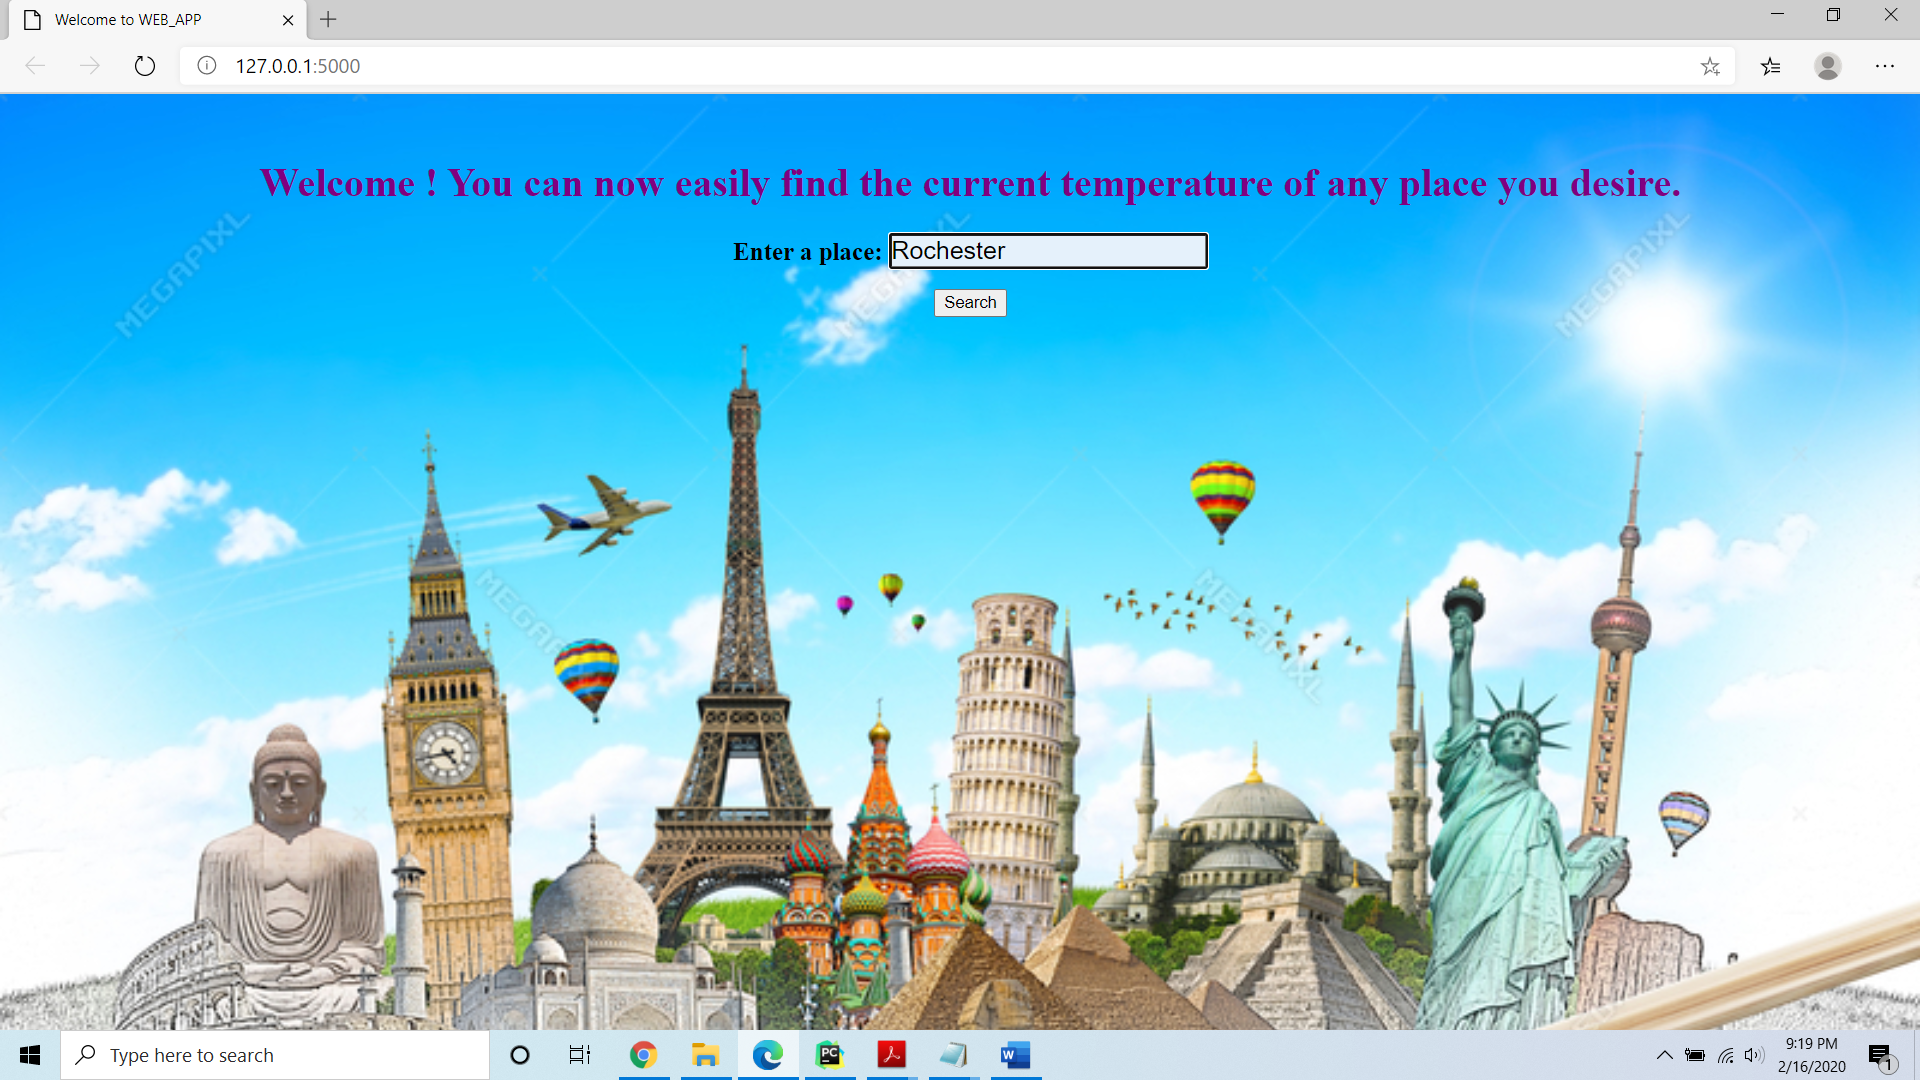 Welcome to WEB_APP
127.0.0.1:5000
Welcome ! You can now easily find the current temperature of any place you desire.
Enter a place: Rochester
Search
MEGAPIXL
MEGAPIXL
MEGAPIXL
MEGAPIXL
MEGAPIXL
Type here to search
PC
W
9:19 PM
2/16/2020
1